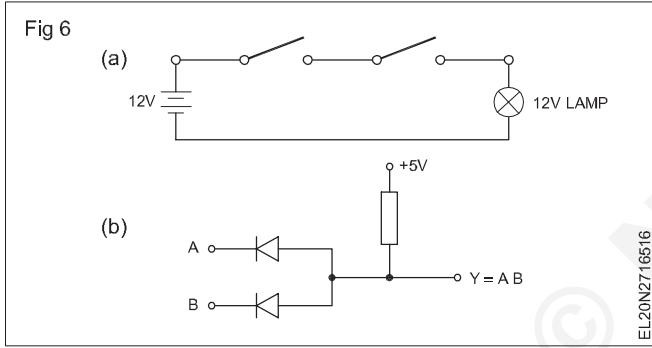 Fig 6
(a)
12V
12V LAMP
+5V
(b)
A
Y = A B
B
EL20N2716516
©